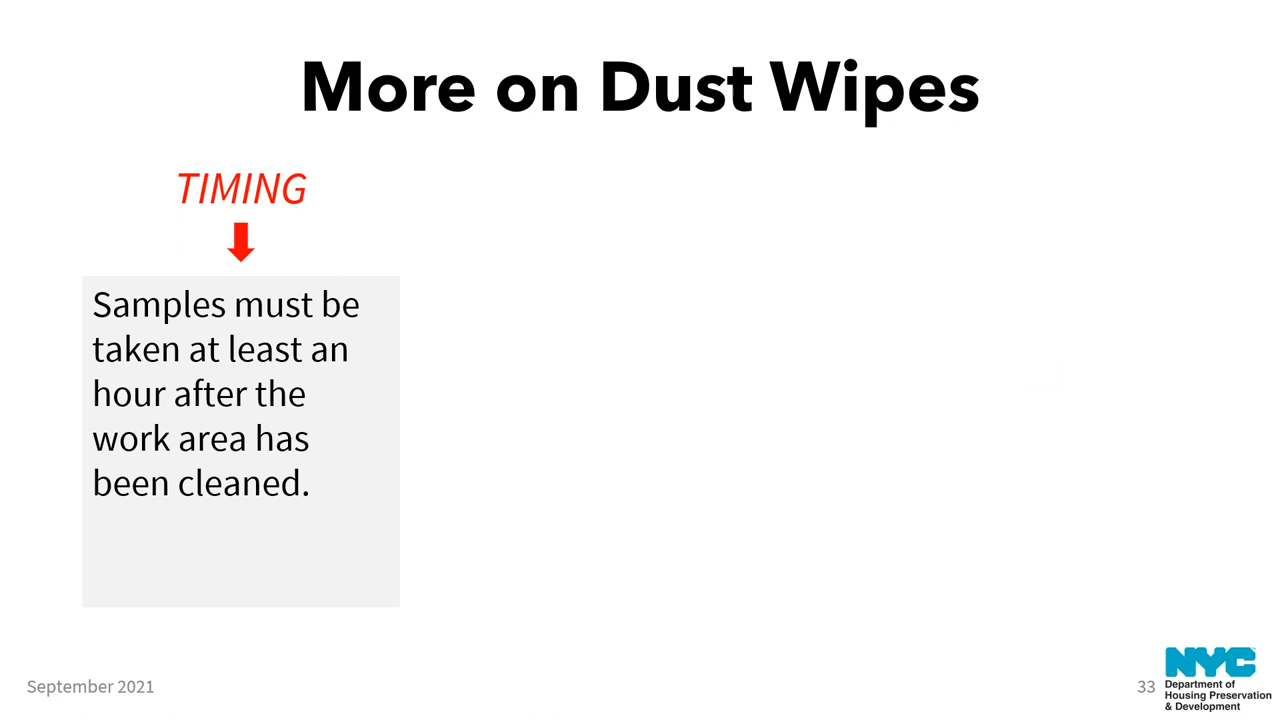 More on Dust Wipes
TIMING
Samples must be
taken at least an
hour after the
work area has
been cleaned.
September 2021
33
NYC
Department of
Housing Preservation
& Development